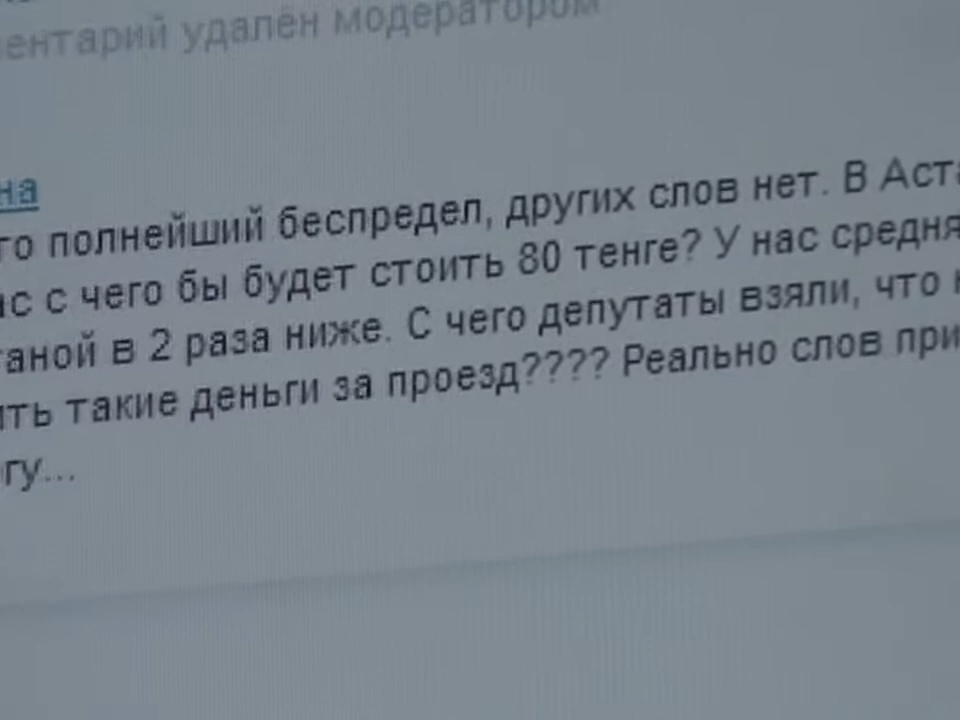 ентарий удалён модератором
на
го полнейший беспредел, других слов нет. В Аст
с с чего бы будет стоить 80 тенге? У нас средня
аной в 2 раза ниже. С чего депутаты взяли, что
ить такие деньги за проезд???? Реально слов при
гу...